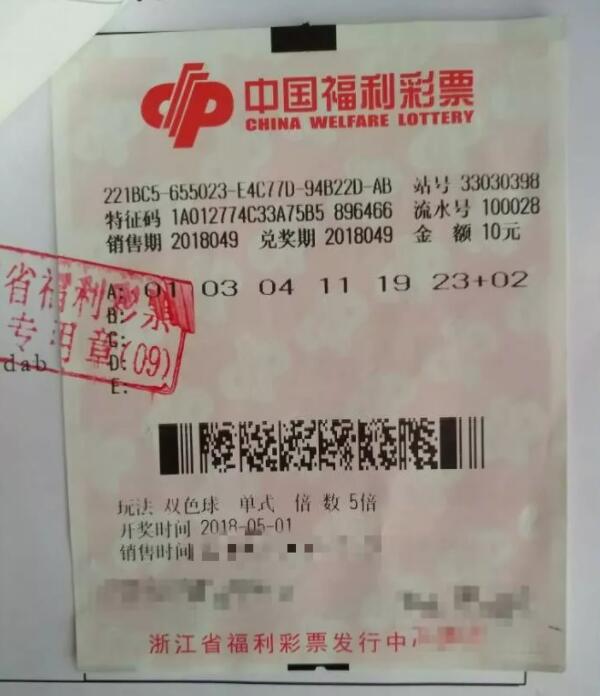 中国福利彩票
CHINA WELFARE LOTTERY
221BC5-655023-E4C77D-94B22D-AB 站号 33030398
特征码 1A012774C33A75B5 896466 流水号 100028
销售期 2018049 兑奖期 2018049 金 额 10元
省福利彩票
专用章(09)
dab
A: 01 03 04 11 19 23+02
B:
C:
D:
E:
玩法 双色球 单式 倍 数 5倍
开奖时间 2018-05-01
销售时间
浙江省福利彩票发行中